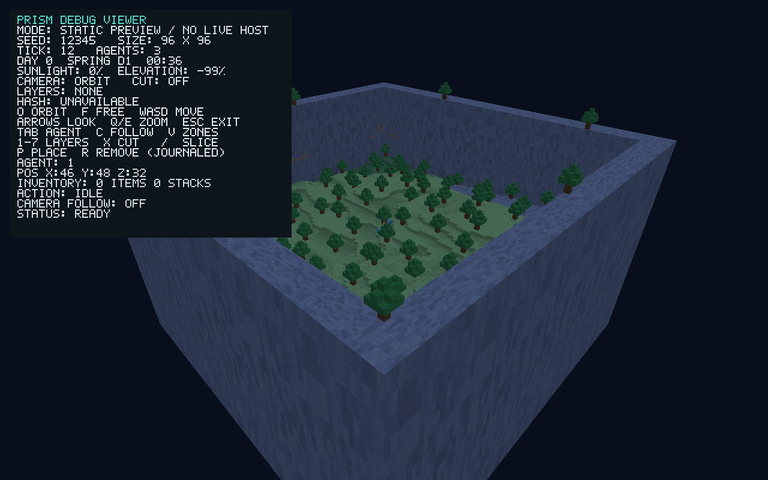 PRISM DEBUG VIEWER
MODE: STATIC PREVIEW / NO LIVE HOST
SEED: 12345 SIZE: 96 X 96
TICK: 12 AGENTS: 3
DAY 0 SPRING D1 00:36
SUNLIGHT: 0% ELEVATION: -99%
CAMERA: ORBIT CUT: OFF
LAYERS: NONE
HASH: UNAVAILABLE
O ORBIT F FREE WASD MOVE
ARROWS LOOK Q/E ZOOM ESC EXIT
TAB AGENT C FOLLOW V ZONES
1-7 LAYERS X CUT / SLICE
P PLACE R REMOVE (JOURNALED)
AGENT: 1
POS X:46 Y:48 Z:32
INVENTORY: 0 ITEMS 0 STACKS
ACTION: IDLE
CAMERA FOLLOW: OFF
STATUS: READY